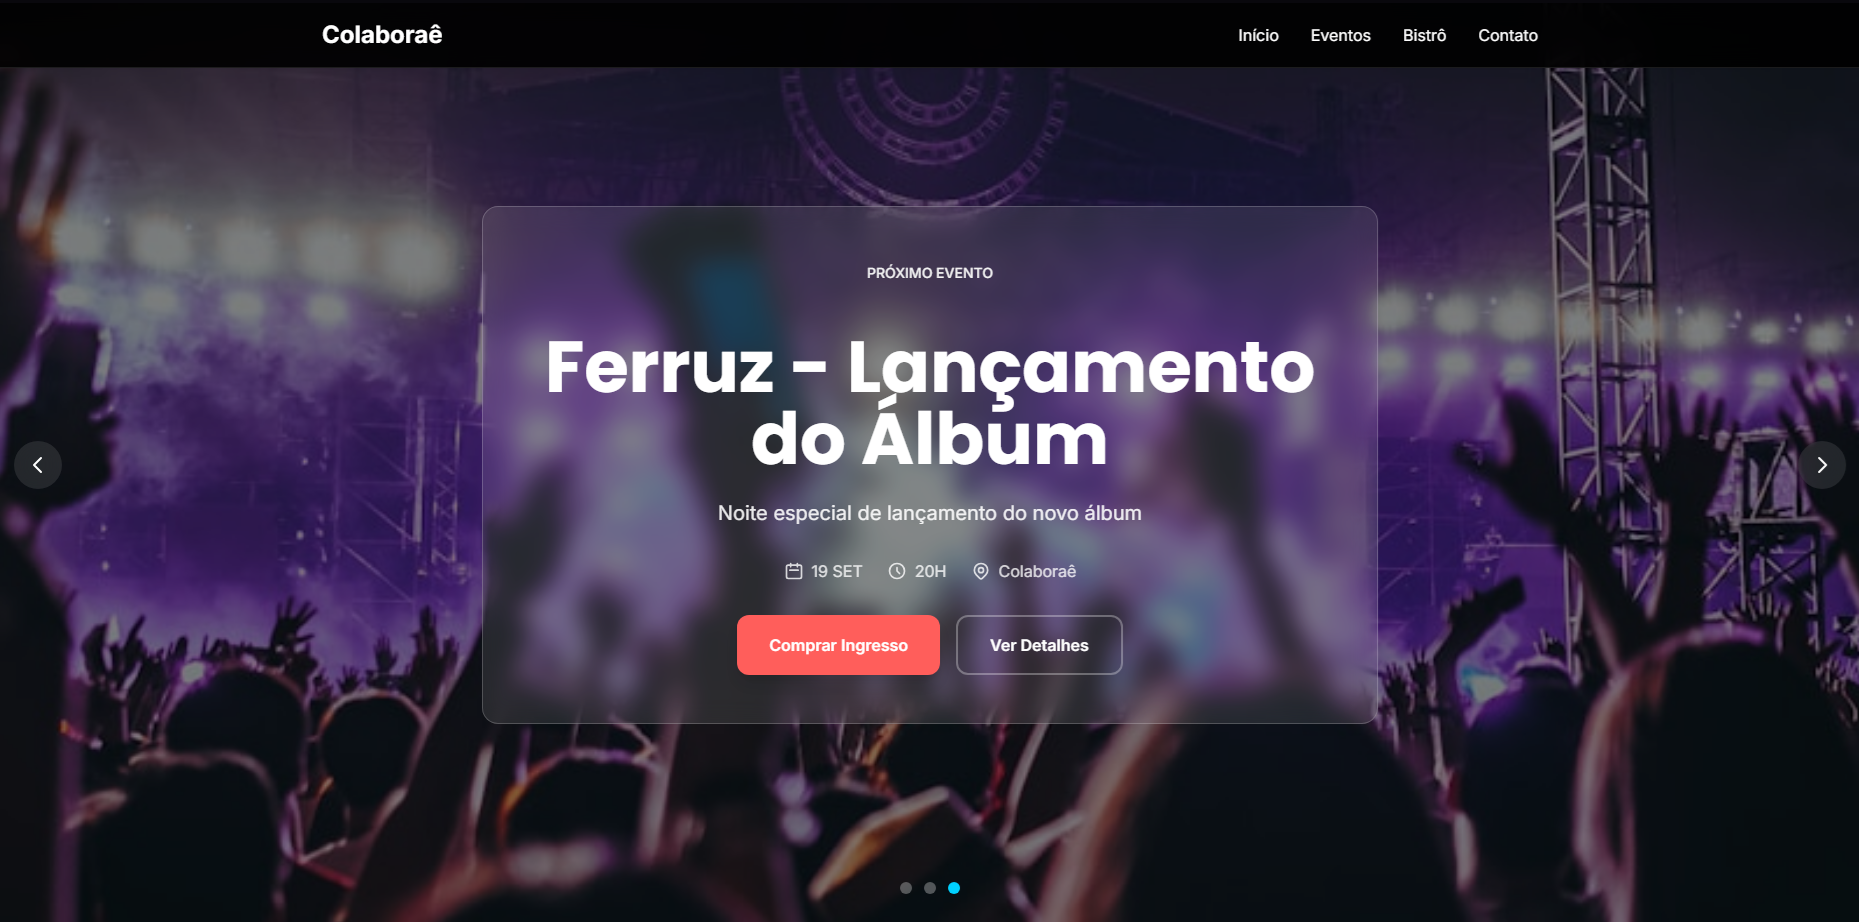 Colaboraê
Início
Eventos
Bistrô
Contato
PRÓXIMO EVENTO
Ferruz - Lançamento
do Álbum
Noite especial de lançamento do novo álbum
19 SET
20H
Colaboraê
Comprar Ingresso
Ver Detalhes